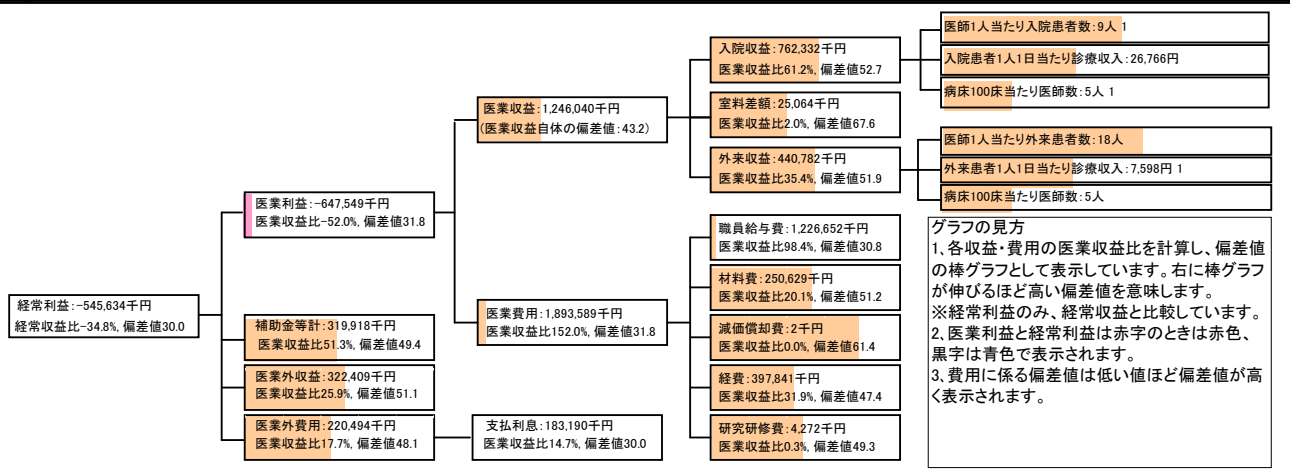 経常利益:-545,634千円
経常収益比-34.8%, 偏差値30.0
医業利益:-647,549千円
医業収益比-52.0%, 偏差値31.8
補助金等計:319,918千円
医業収益比51.3%, 偏差値49.4
医業外収益:322,409千円
医業収益比25.9%, 偏差値51.1
医業外費用:220,494千円
医業収益比17.7%, 偏差値48.1
医業収益:1,246,040千円
(医業収益自体の偏差値:43.2)
医業費用:1,893,589千円
医業収益比152.0%, 偏差値31.8
支払利息:183,190千円
医業収益比14.7%, 偏差値30.0
入院収益:762,332千円
医業収益比61.2%, 偏差値52.7
室料差額:25,064千円
医業収益比2.0%, 偏差値67.6
外来収益:440,782千円
医業収益比35.4%, 偏差値51.9
職員給与費:1,226,652千円
医業収益比98.4%, 偏差値30.8
材料費:250,629千円
医業収益比20.1%, 偏差値51.2
減価償却費:2千円
医業収益比0.0%, 偏差値61.4
経費:397,841千円
医業収益比31.9%, 偏差値47.4
研究研修費:4,272千円
医業収益比0.3%, 偏差値49.3
医師1人当たり入院患者数:9人 1
入院患者1人1日当たり診療収入:26,766円
病床100床当たり医師数:5人 1
医師1人当たり外来患者数:18人
外来患者1人1日当たり診療収入:7,598円 1
病床100床当たり医師数:5人
グラフの見方
1、各収益・費用の医業収益比を計算し、偏差値
の棒グラフとして表示しています。右に棒グラフ
が伸びるほど高い偏差値を意味します。
※経常利益のみ、経常収益と比較しています。
2、医業利益と経常利益は赤字のときは赤色、
黒字は青色で表示されます。
3、費用に係る偏差値は低い値ほど偏差値が高
く表示されます。